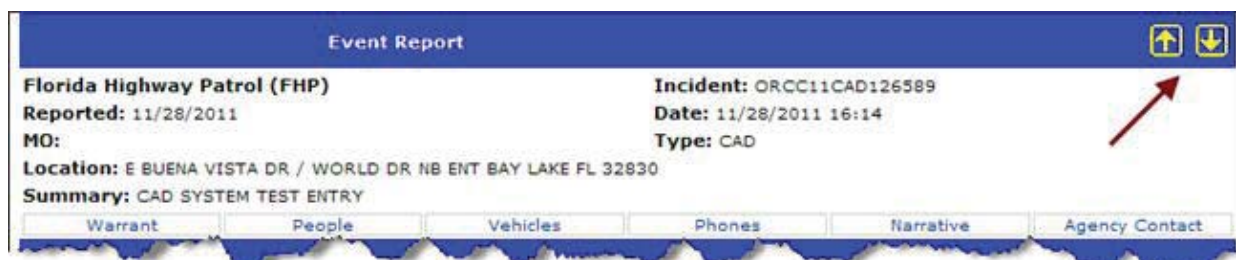 Event Report
Florida Highway Patrol (FHP) Incident: ORCC11CAD126589
Reported: 11/28/2011 Date: 11/28/2011 16:14
MO: Type: CAD
Location: E BUENA VISTA DR / WORLD DR NB ENT BAY LAKE FL 32830
Summary: CAD SYSTEM TEST ENTRY
Warrant People Vehicles Phones Narrative Agency Contact